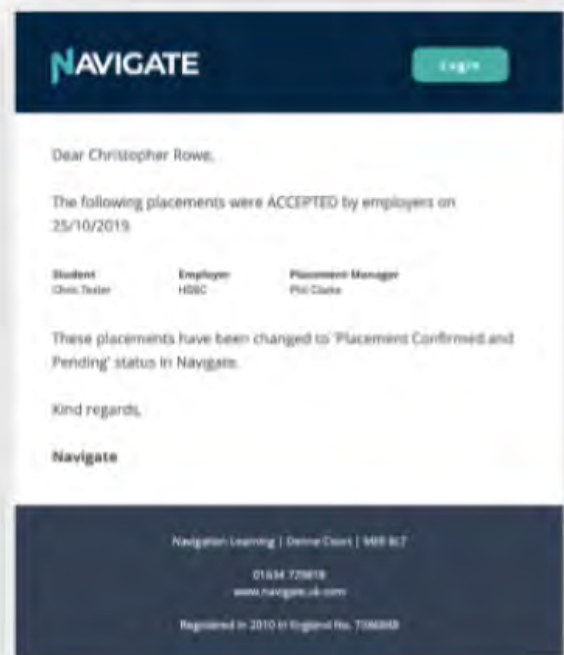 NAVIGATE
Login
Dear Christopher Rowe,
The following placements were ACCEPTED by employers on
25/10/2019
Student Employer Placement Manager
Chris Tester HSBC Phil Clarke
These placements have been changed to 'Placement Confirmed and
Pending' status in Navigate.
Kind regards,
Navigate
Navigation Learning | Court |
01634
www.navigate.uk.com
Registered in 2010 in England No.